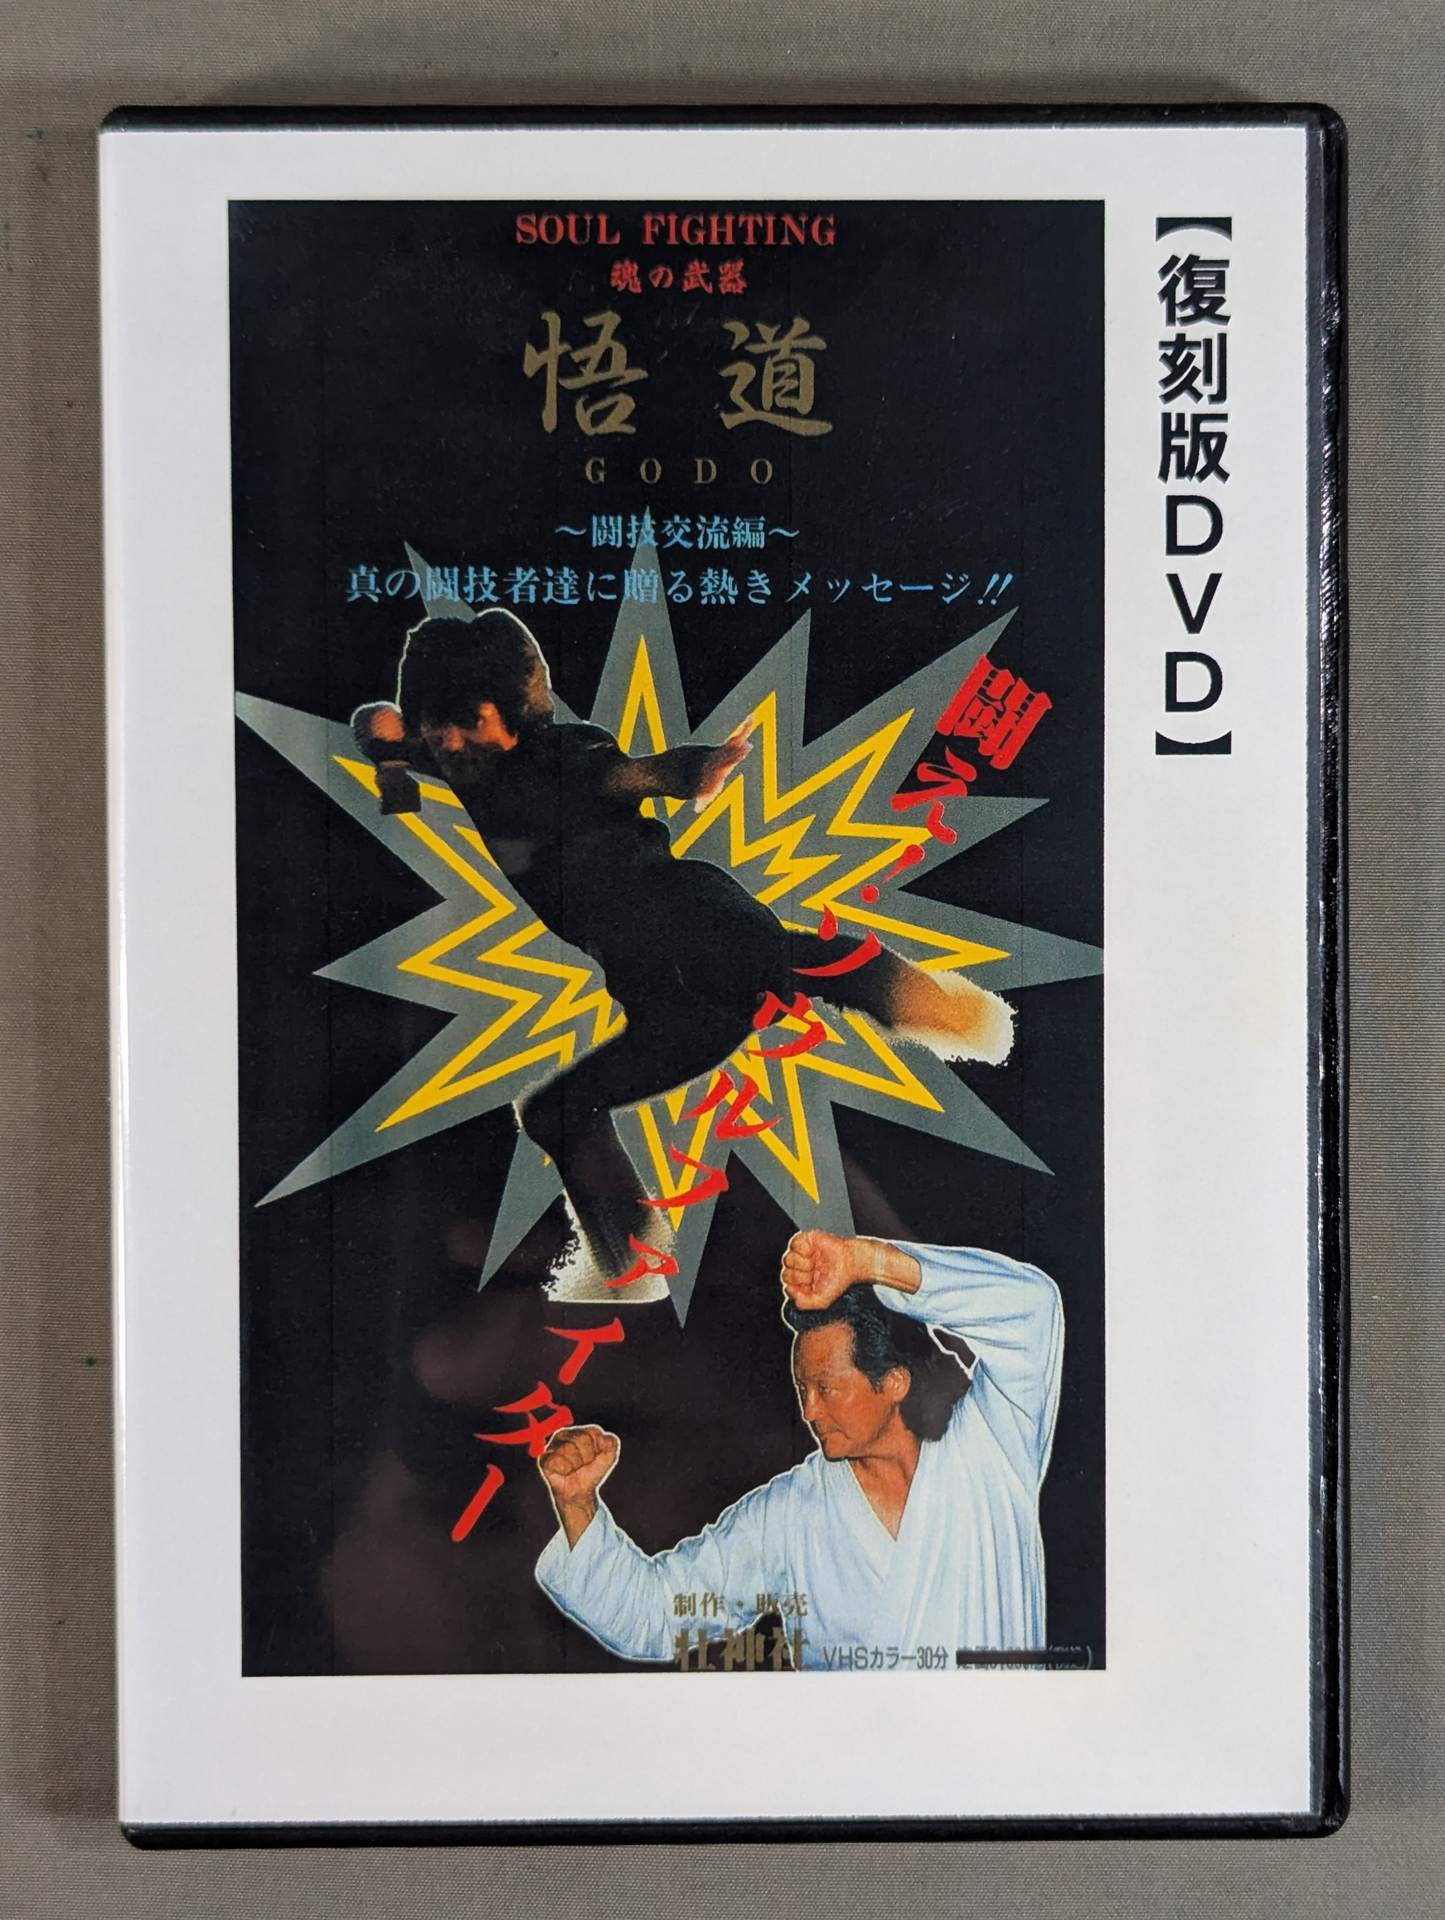 SOUL FIGHTING
魂の武器
悟道
GODO
～闘技交流編～
真の闘技者達に贈る熱きメッセージ!!
闘え!・ソウルファイター
制作・販売
壮神社 VHSカラー30分
【復刻版DVD】